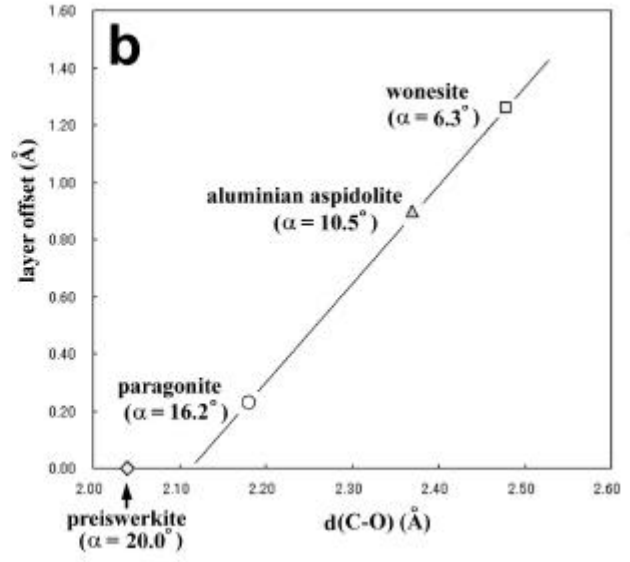 b
1.60
1.40
1.20
1.00
0.80
0.60
0.40
0.20
0.00
layer offset (Å)
wonesite
(α = 6.3°)
aluminian aspidolite
(α = 10.5°)
paragonite
(α = 16.2°)
2.00 2.10 2.20 2.30 2.40 2.50 2.60
preiswerkite
(α = 20.0°)
d(C-O) (Å)